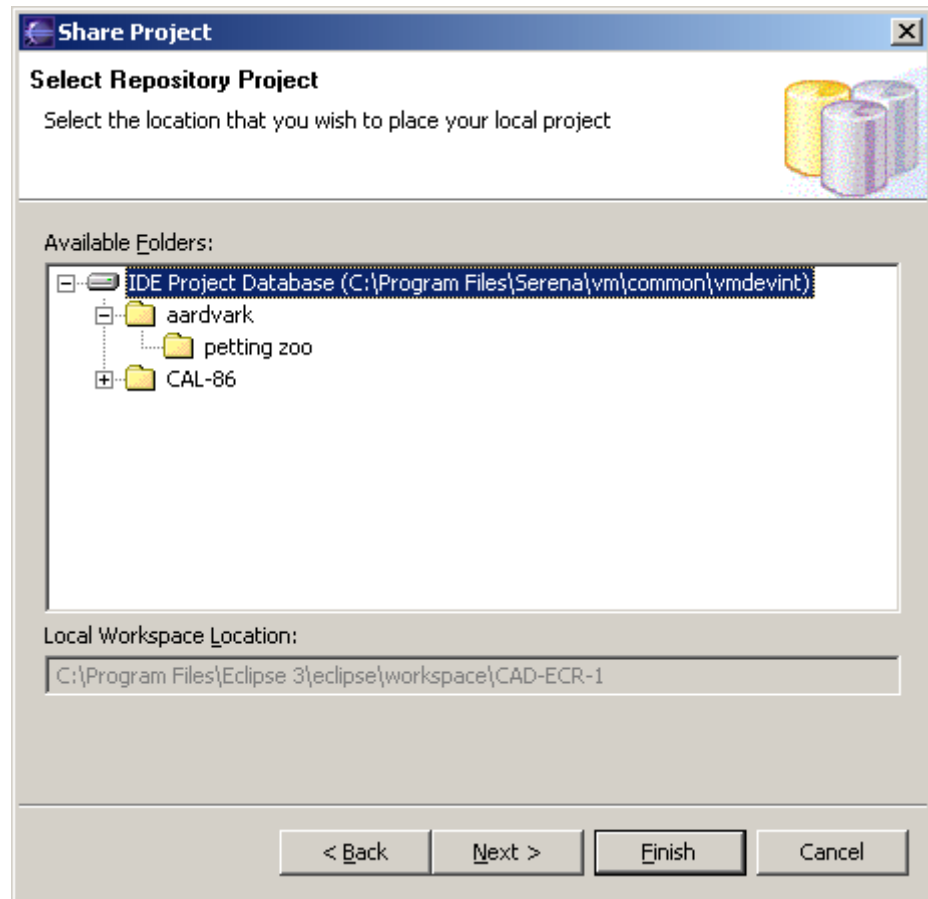 Share Project
Select Repository Project
Select the location that you wish to place your local project
Available Folders:
IDE Project Database (C:\Program Files\Serena\vm\common\vmdevint)
aardvark
petting zoo
CAL-86
Local Workspace Location:
C:\Program Files\Eclipse 3\eclipse\workspace\CAD-ECR-1
< Back Next > Finish Cancel